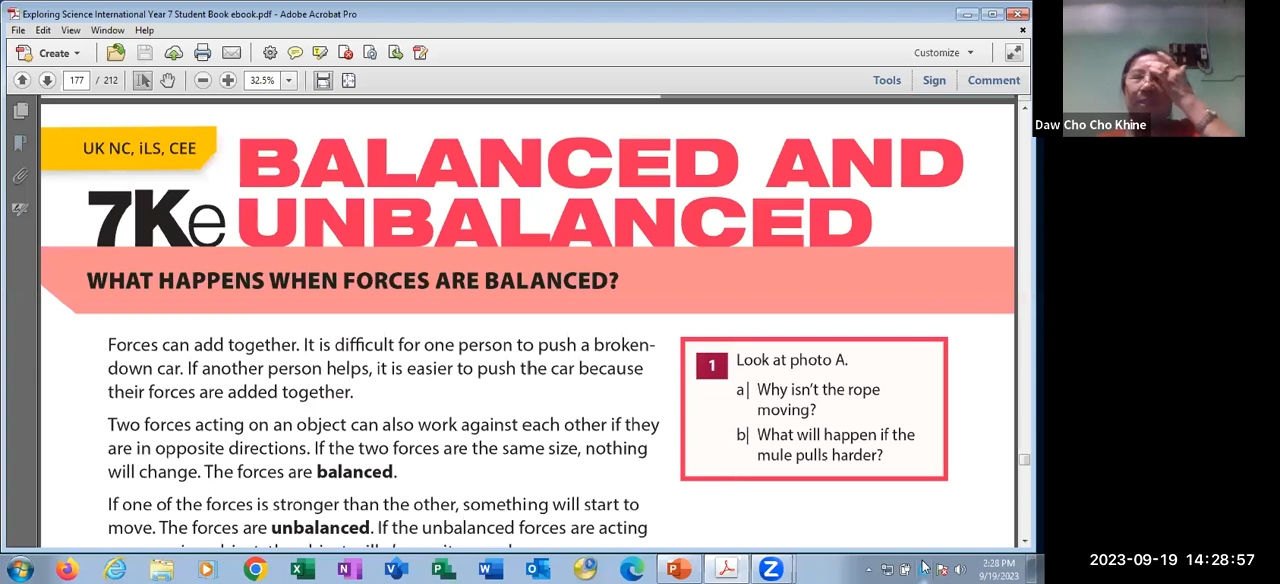 Exploring Science International Year 7 Student Book ebook.pdf - Adobe Acrobat Pro
File Edit View Window Help
Create
Customize
177 / 212
32.5%
Tools Sign Comment
UK NC, iLS, CEE
BALANCED AND
7Ke UNBALANCED
WHAT HAPPENS WHEN FORCES ARE BALANCED?
Forces can add together. It is difficult for one person to push a broken-
down car. If another person helps, it is easier to push the car because
their forces are added together.
Two forces acting on an object can also work against each other if they
are in opposite directions. If the two forces are the same size, nothing
will change. The forces are balanced.
If one of the forces is stronger than the other, something will start to
move. The forces are unbalanced. If the unbalanced forces are acting
1 Look at photo A.
a| Why isn't the rope
moving?
b| What will happen if the
mule pulls harder?
Daw Cho Cho Khine
2:28 PM
9/19/2023
2023-09-19 14:28:57